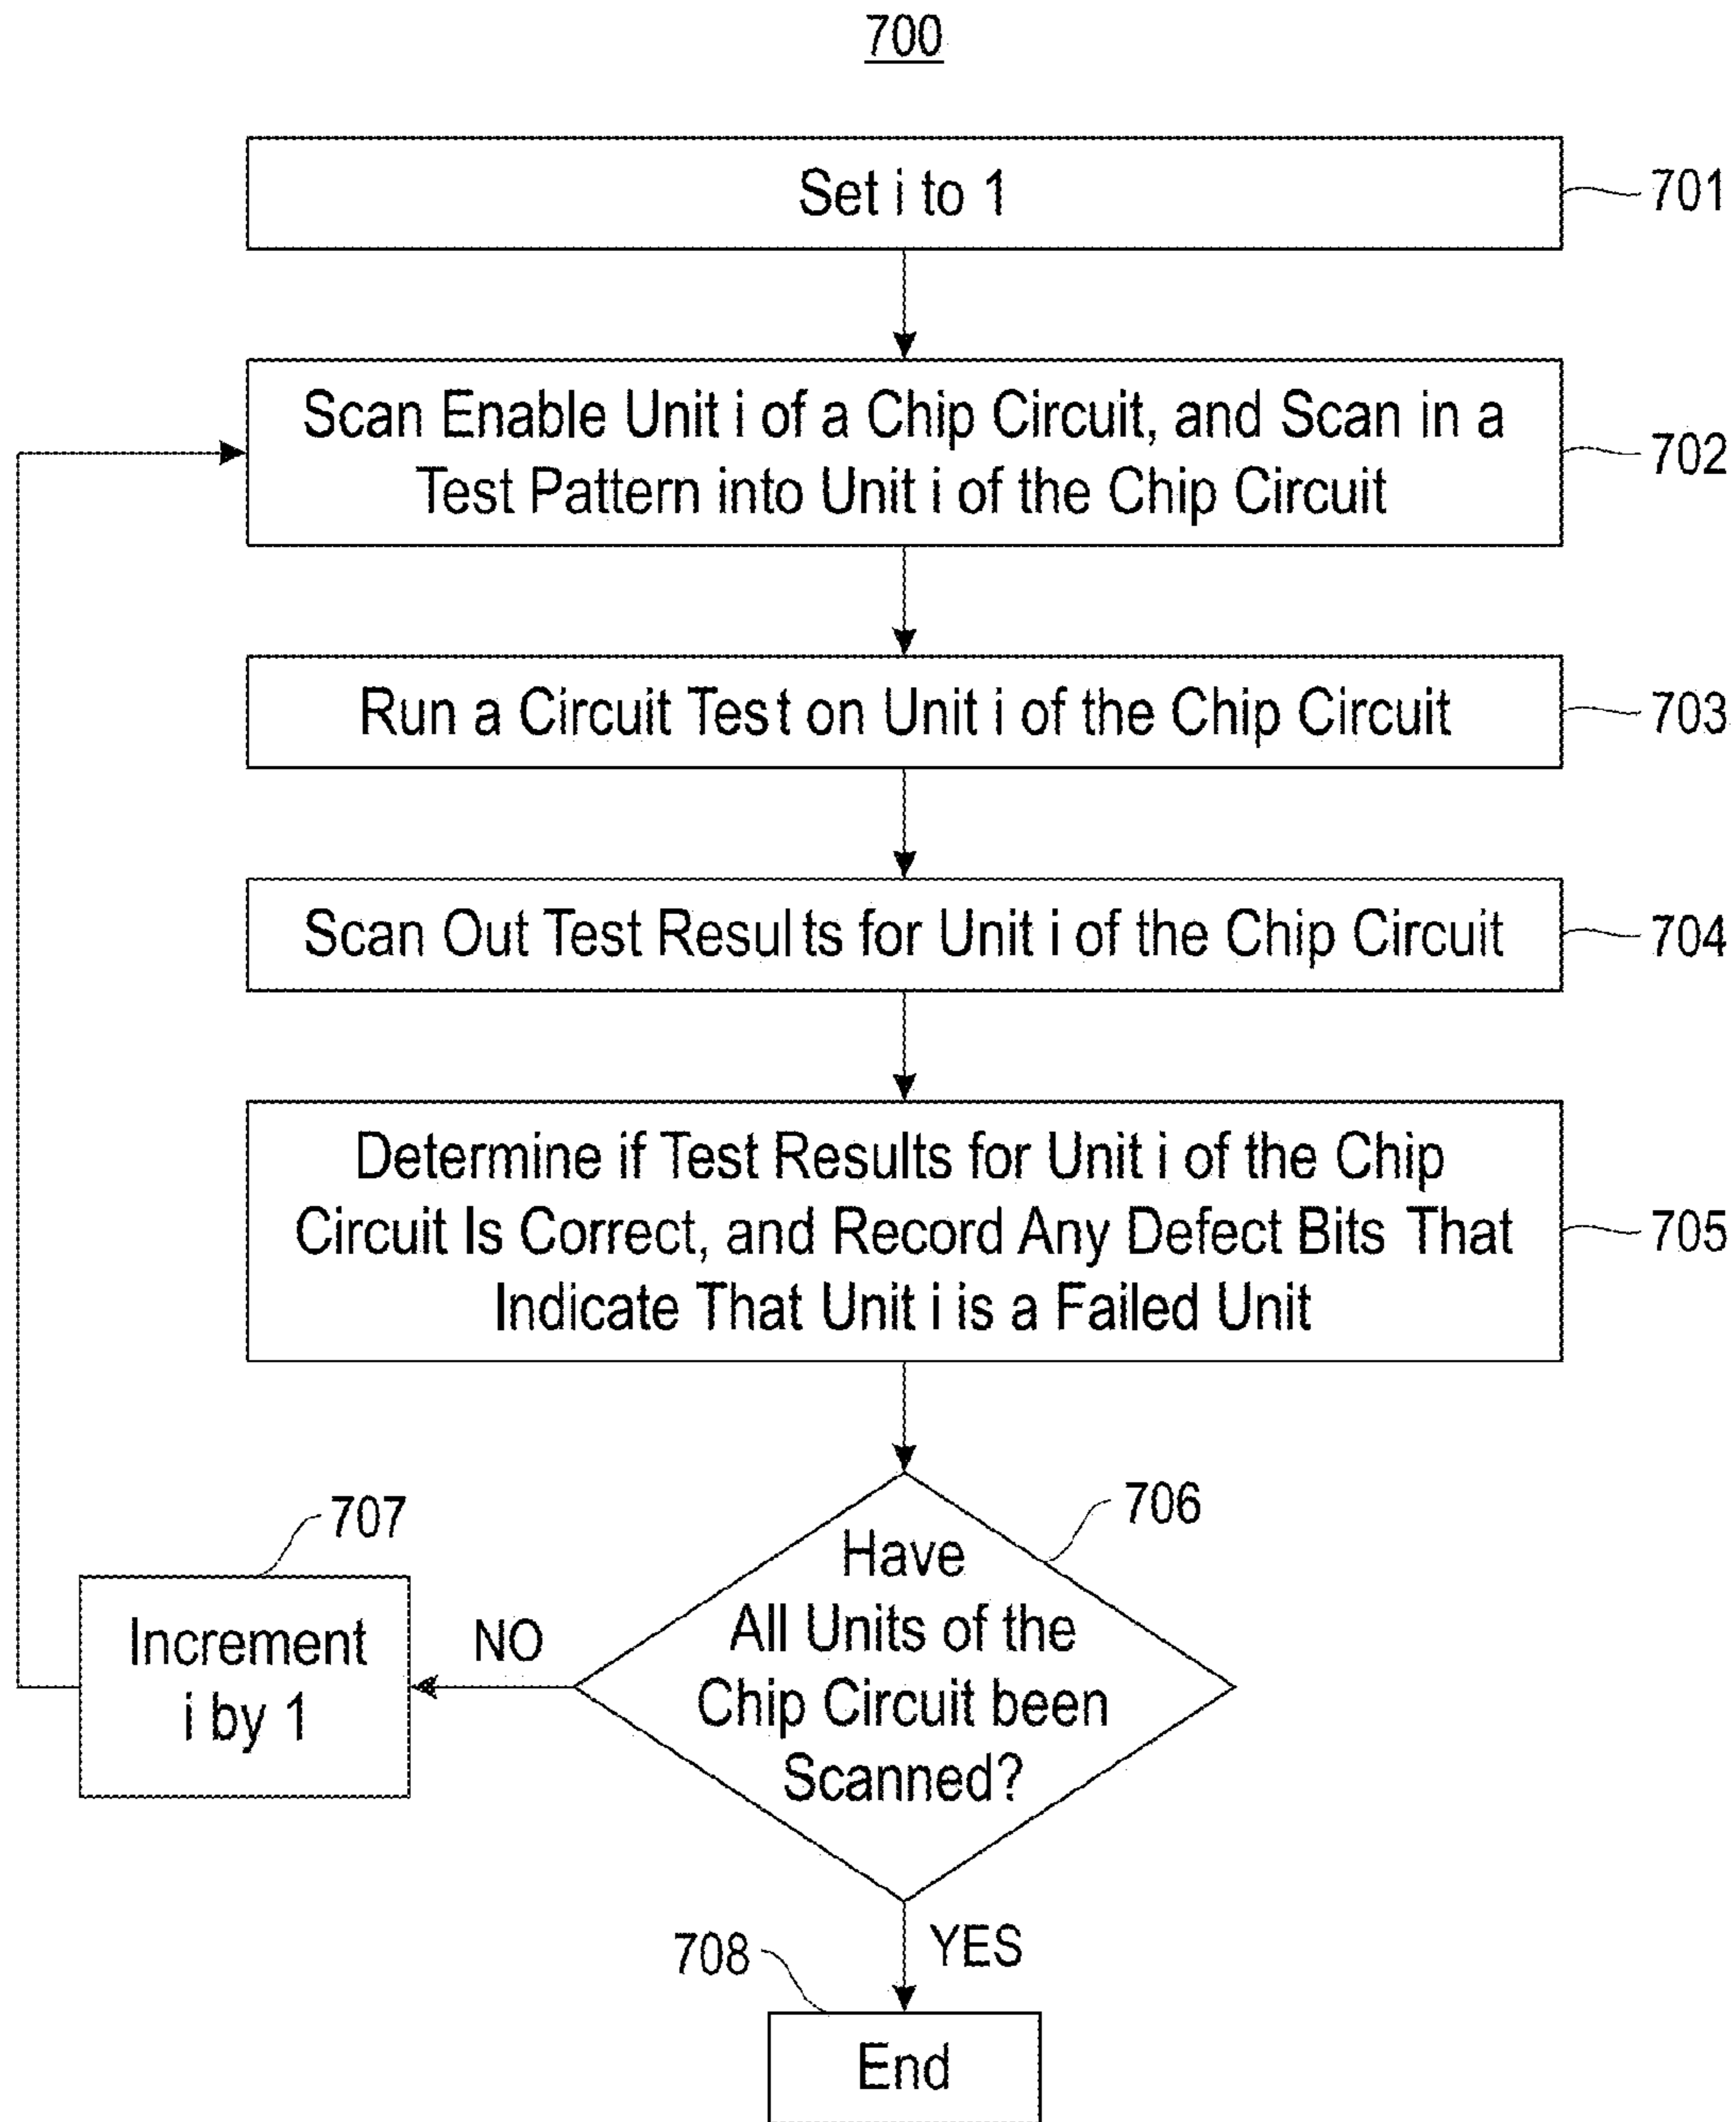 700
Set i to 1
701
Scan Enable Unit i of a Chip Circuit, and Scan in a
Test Pattern into Unit i of the Chip Circuit
702
Run a Circuit Test on Unit i of the Chip Circuit
703
Scan Out Test Results for Unit i of the Chip Circuit
704
Determine if Test Results for Unit i of the Chip
Circuit Is Correct, and Record Any Defect Bits That
Indicate That Unit i is a Failed Unit
705
706
Have
All Units of the
Chip Circuit been
Scanned?
NO
707
Increment
i by 1
YES
708
End